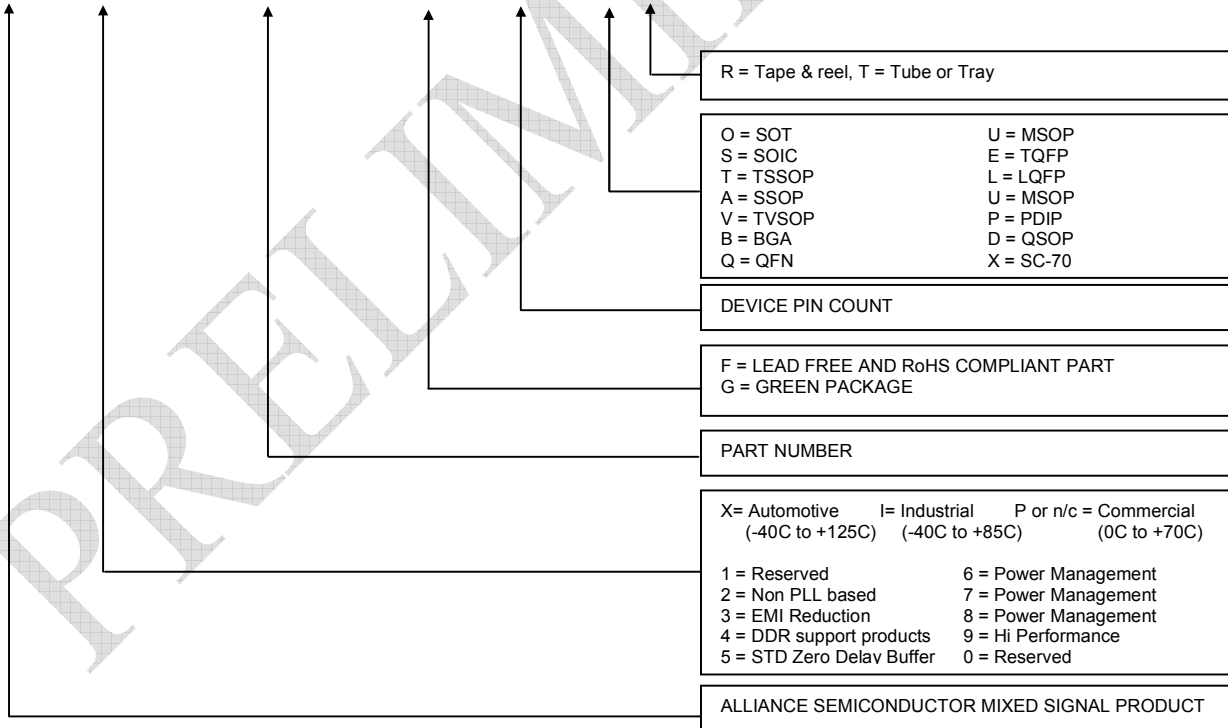 R = Tape & reel, T = Tube or Tray
O = SOT U = MSOP
S = SOIC E = TQFP
T = TSSOP L = LQFP
A = SSOP U = MSOP
V = TVSOP P = PDIP
B = BGA D = QSOP
Q = QFN X = SC-70
DEVICE PIN COUNT
F = LEAD FREE AND RoHS COMPLIANT PART
G = GREEN PACKAGE
PART NUMBER
X= Automotive I= Industrial P or n/c = Commercial
(-40C to +125C) (-40C to +85C) (0C to +70C)
1 = Reserved 6 = Power Management
2 = Non PLL based 7 = Power Management
3 = EMI Reduction 8 = Power Management
4 = DDR support products 9 = Hi Performance
5 = STD Zero Delay Buffer 0 = Reserved
ALLIANCE SEMICONDUCTOR MIXED SIGNAL PRODUCT
PRELIMI